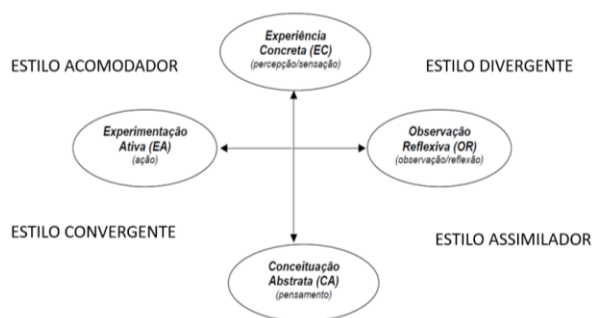 Experiência
Concreta (EC)
(percepção/sensação)
ESTILO ACOMODADOR
ESTILO DIVERGENTE
Experimentação
Ativa (EA)
(ação)
Observação
Reflexiva (OR)
(observação/reflexão)
ESTILO CONVERGENTE
ESTILO ASSIMILADOR
Conceituação
Abstrata (CA)
(pensamento)